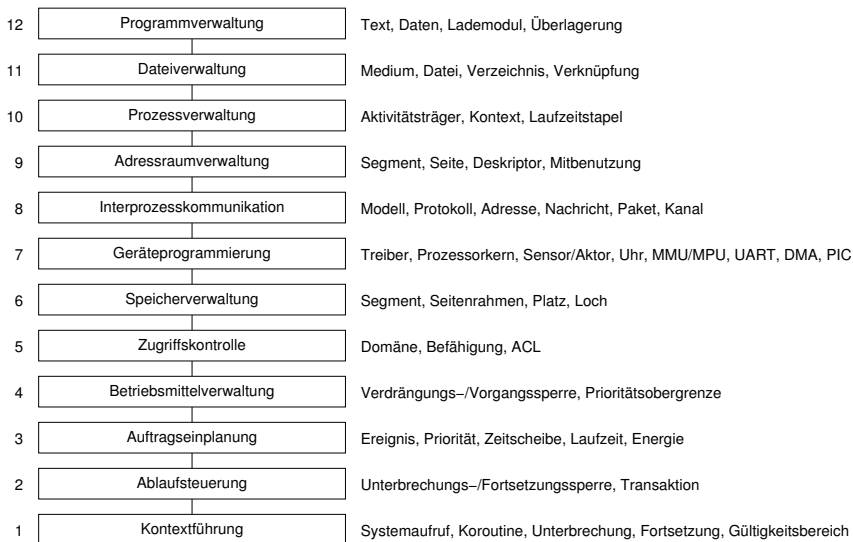 12 Programmverwaltung Text, Daten, Lademodul, Überlagerung
11 Dateiverwaltung Medium, Datei, Verzeichnis, Verknüpfung
10 Prozessverwaltung Aktivitätsträger, Kontext, Laufzeitstapel
9 Adressraumverwaltung Segment, Seite, Deskriptor, Mitbenutzung
8 Interprozesskommunikation Modell, Protokoll, Adresse, Nachricht, Paket, Kanal
7 Geräteprogrammierung Treiber, Prozessorkern, Sensor/Aktor, Uhr, MMU/MPU, UART, DMA, PIC
6 Speicherverwaltung Segment, Seitenrahmen, Platz, Loch
5 Zugriffskontrolle Domäne, Befähigung, ACL
4 Betriebsmittelverwaltung Verdrängungs−/Vorgangssperre, Prioritätsobergrenze
3 Auftragseinplanung Ereignis, Priorität, Zeitscheibe, Laufzeit, Energie
2 Ablaufsteuerung Unterbrechungs−/Fortsetzungssperre, Transaktion
1 Kontextführung Systemaufruf, Koroutine, Unterbrechung, Fortsetzung, Gültigkeitsbereich